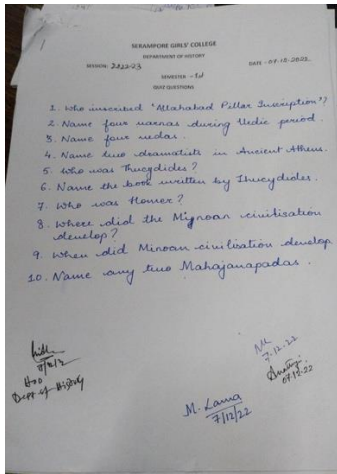 SERAMPORE GIRLS' COLLEGE
DEPARTMENT OF HISTORY
SESSION: 2022-23 DATE - 07.12.2022
SEMESTER - 1st
QUIZ QUESTIONS
1. Who inscribed 'Allahabad Pillar Inscription'?
2. Name four varnas during Vedic period.
3. Name four vedas.
4. Name two dramatists in Ancient Athens.
5. Who was Thucydides?
6. Name the book written by Thucydides.
7. Who was Homer?
8. Where did the Minoan civilisation
develop?
9. When did Minoan civilisation develop
10. Name any two Mahajanapadas.
7.12.22
07.12.22
HOD
Dept. of History
M. Lama
7/12/22